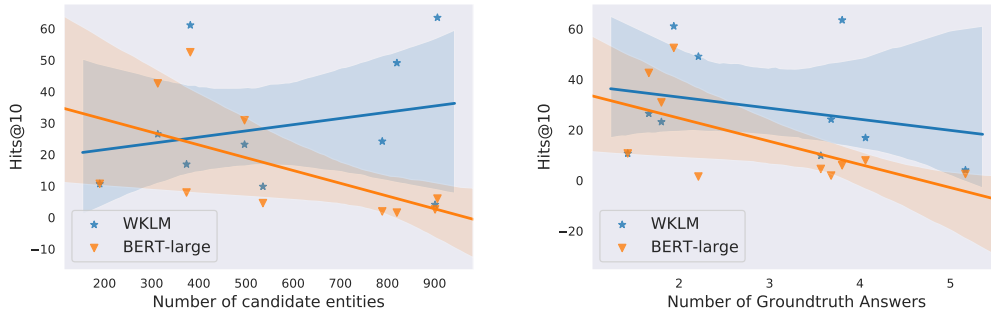 Hits@10
60
50
40
30
20
10
0
−10
WKLM
BERT-large
200 300 400 500 600 700 800 900
Number of candidate entities
Hits@10
60
40
20
0
−20
WKLM
BERT-large
2 3 4 5
Number of Groundtruth Answers